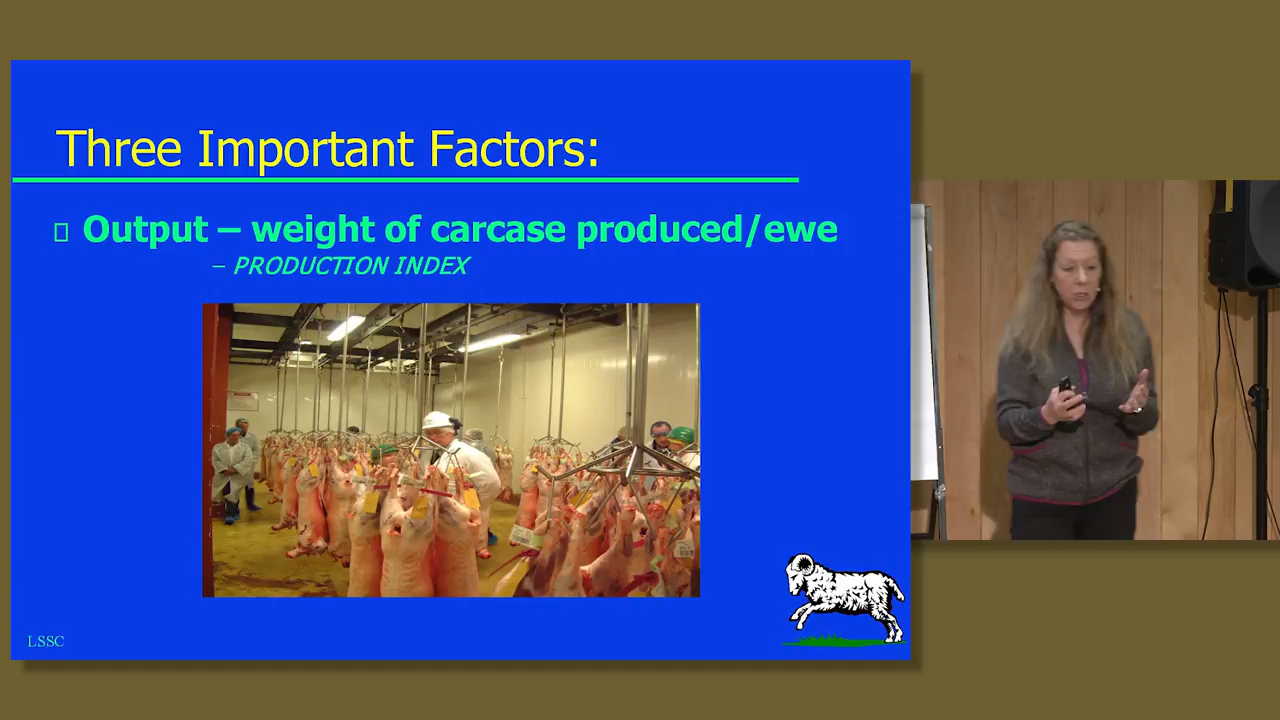 Three Important Factors:
Output – weight of carcase produced/ewe
– PRODUCTION INDEX
LSSC